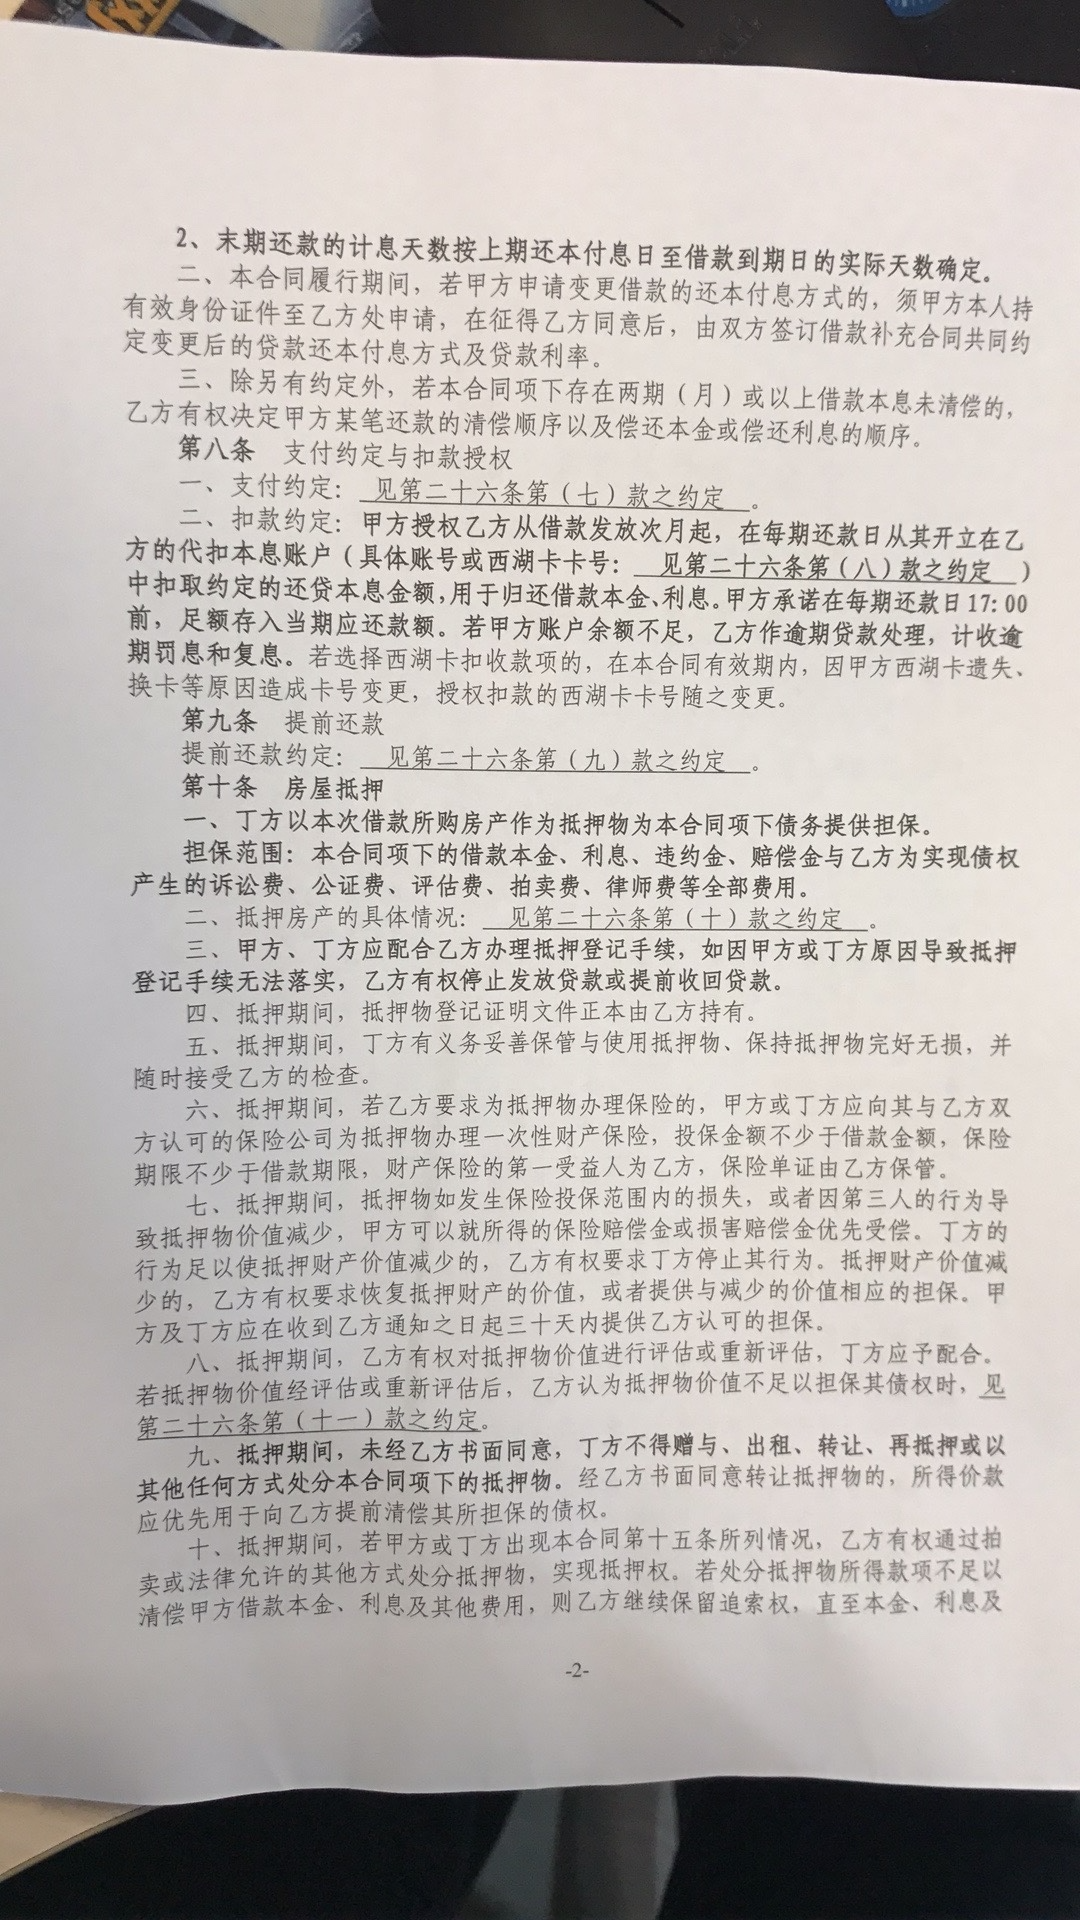 2、末期还款的计息天数按上期还本付息日至借款到期日的实际天数确定。
二、本合同履行期间，若甲方申请变更借款的还本付息方式的，须甲方本人持
有效身份证件至乙方处申请，在征得乙方同意后，由双方签订借款补充合同共同约
定变更后的贷款还本付息方式及贷款利率。
三、除另有约定外，若本合同项下存在两期（月）或以上借款本息未清偿的，
乙方有权决定甲方某笔还款的清偿顺序以及偿还本金或偿还利息的顺序。
第八条 支付约定与扣款授权
一、支付约定： 见第二十六条第（七）款之约定 。
二、扣款约定：甲方授权乙方从借款发放次月起，在每期还款日从其开立在乙
方的代扣本息账户（具体账号或西湖卡卡号： 见第二十六条第（八）款之约定 ）
中扣取约定的还贷本息金额，用于归还借款本金、利息。甲方承诺在每期还款日17：00
前，足额存入当期应还款额。若甲方账户余额不足，乙方作逾期贷款处理，计收逾
期罚息和复息。若选择西湖卡扣收款项的，在本合同有效期内，因甲方西湖卡遗失、
换卡等原因造成卡号变更，授权扣款的西湖卡卡号随之变更。
第九条 提前还款
提前还款约定： 见第二十六条第（九）款之约定 。
第十条 房屋抵押
一、丁方以本次借款所购房产作为抵押物为本合同项下债务提供担保。
担保范围：本合同项下的借款本金、利息、违约金、赔偿金与乙方为实现债权
产生的诉讼费、公证费、评估费、拍卖费、律师费等全部费用。
二、抵押房产的具体情况： 见第二十六条第（十）款之约定 。
三、甲方、丁方应配合乙方办理抵押登记手续，如因甲方或丁方原因导致抵押
登记手续无法落实，乙方有权停止发放贷款或提前收回贷款。
四、抵押期间，抵押物登记证明文件正本由乙方持有。
五、抵押期间，丁方有义务妥善保管与使用抵押物、保持抵押物完好无损，并
随时接受乙方的检查。
六、抵押期间，若乙方要求为抵押物办理保险的，甲方或丁方应向其与乙方双
方认可的保险公司为抵押物办理一次性财产保险，投保金额不少于借款金额，保险
期限不少于借款期限，财产保险的第一受益人为乙方，保险单证由乙方保管。
七、抵押期间，抵押物如发生保险投保范围内的损失，或者因第三人的行为导
致抵押物价值减少，甲方可以就所得的保险赔偿金或损害赔偿金优先受偿。丁方的
行为足以使抵押财产价值减少的，乙方有权要求丁方停止其行为。抵押财产价值减
少的，乙方有权要求恢复抵押财产的价值，或者提供与减少的价值相应的担保。甲
方及丁方应在收到乙方通知之日起三十天内提供乙方认可的担保。
八、抵押期间，乙方有权对抵押物价值进行评估或重新评估，丁方应予配合。
若抵押物价值经评估或重新评估后，乙方认为抵押物价值不足以担保其债权时，见
第二十六条第（十一）款之约定。
九、抵押期间，未经乙方书面同意，丁方不得赠与、出租、转让、再抵押或以
其他任何方式处分本合同项下的抵押物。经乙方书面同意转让抵押物的，所得价款
应优先用于向乙方提前清偿其所担保的债权。
十、抵押期间，若甲方或丁方出现本合同第十五条所列情况，乙方有权通过拍
卖或法律允许的其他方式处分抵押物，实现抵押权。若处分抵押物所得款项不足以
清偿甲方借款本金、利息及其他费用，则乙方继续保留追索权，直至本金、利息及
-2-